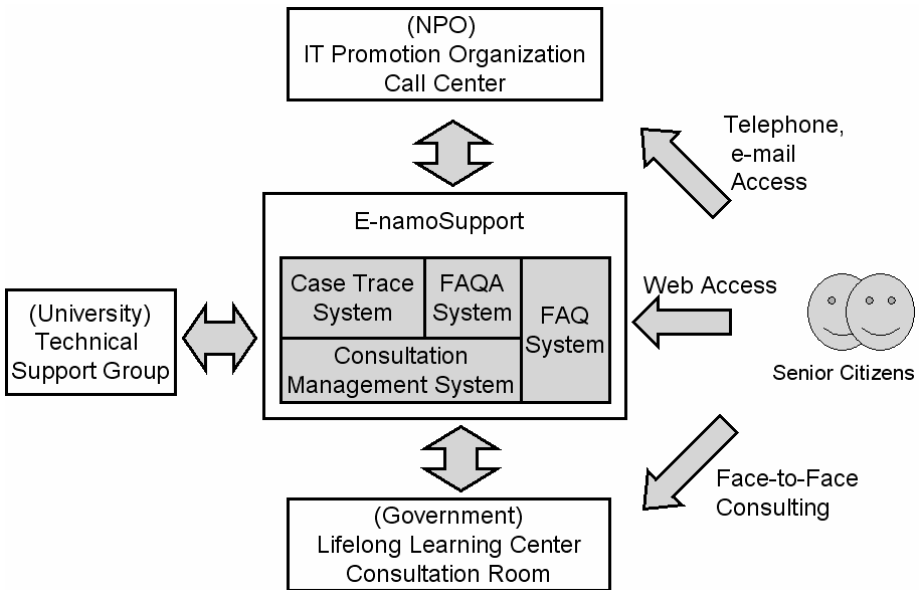 (NPO)
IT Promotion Organization
Call Center
Telephone,
e-mail
Access
E-namoSupport
Case Trace
System
FAQA
System
FAQ
System
Consultation
Management System
(University)
Technical
Support Group
Web Access
Senior Citizens
Face-to-Face
Consulting
(Government)
Lifelong Learning Center
Consultation Room